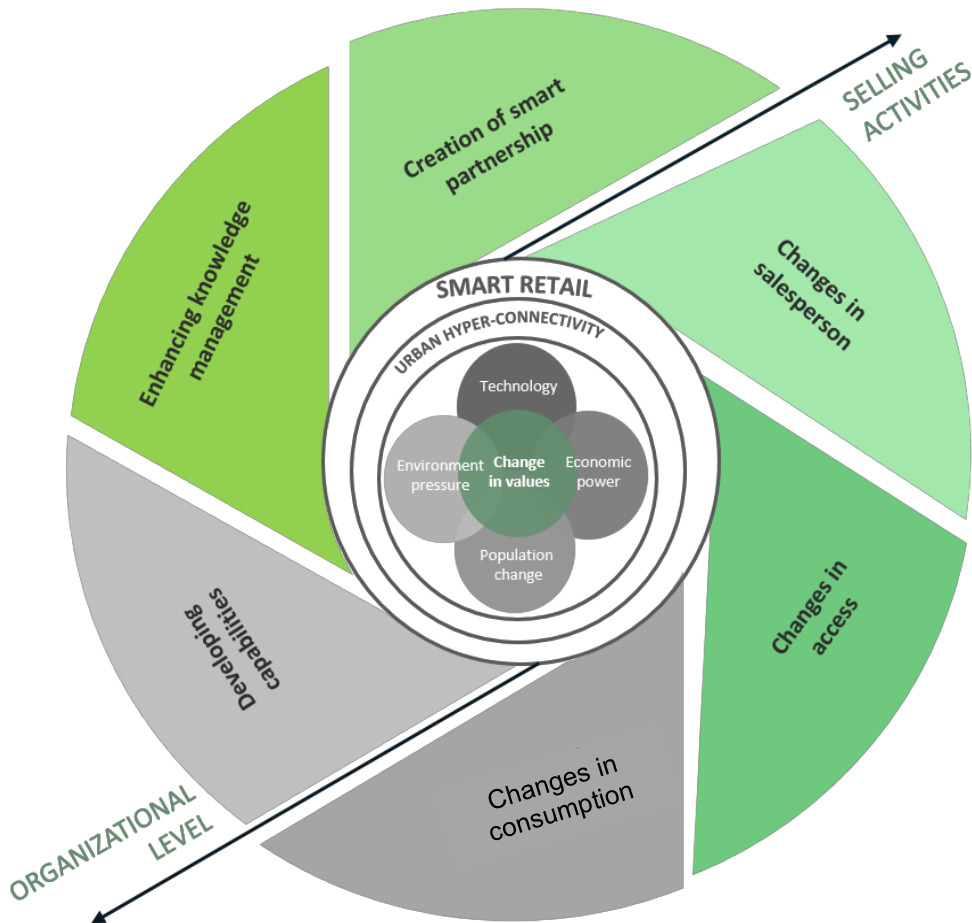 Creation of smart
partnership
SELLING
ACTIVITIES
Enhancing knowledge
management
Changes in
salesperson
SMART RETAIL
URBAN HYPER-CONNECTIVITY
Technology
Environment
pressure
Change
in values
Economic
power
Population
change
Developing
capabilities
Changes in
access
Changes in
consumption
ORGANIZATIONAL
LEVEL